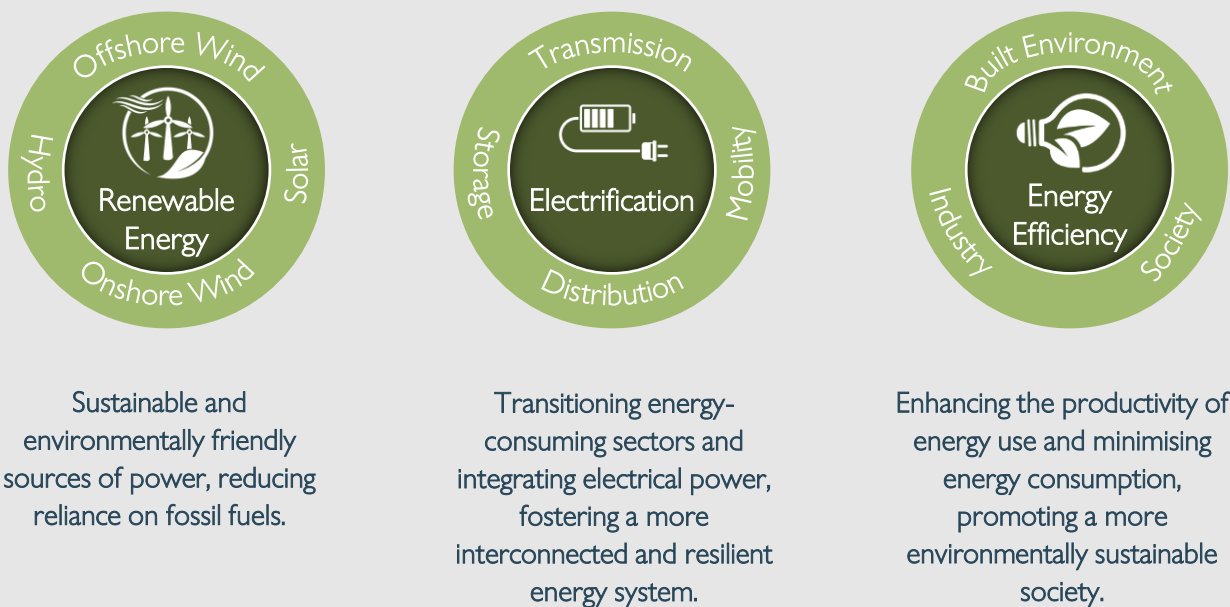 Offshore Wind
Hydro
Solar
Renewable
Energy
Onshore Wind
Sustainable and
environmentally friendly
sources of power, reducing
reliance on fossil fuels.
Transmission
Storage
Mobility
Electrification
Distribution
Transitioning energy-
consuming sectors and
integrating electrical power,
fostering a more
interconnected and resilient
energy system.
Built Environment
Energy
Efficiency
Industry
Society
Enhancing the productivity of
energy use and minimising
energy consumption,
promoting a more
environmentally sustainable
society.